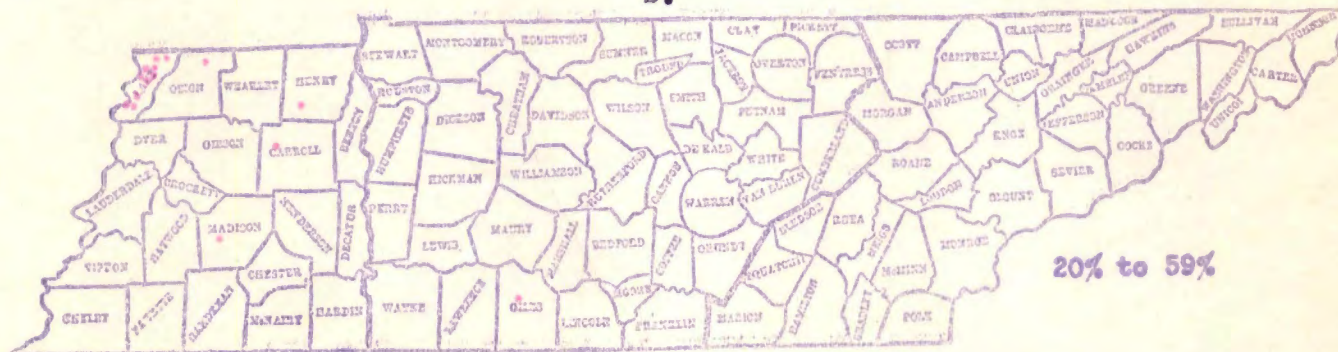 B.
STEWART MONTGOMERY ROBERTSON SUMNER MACON CLAY PICKETT SCOTT CAMPBELL CLAIBORNE HANCOCK HAWKINS SULLIVAN JOHNSON
LAKE OBION WEAKLEY HENRY HOUSTON CHEATHAM TROUSD JACKSON OVERTON FENTRESS UNION GRAINGER HAMBLEN GREENE WASHINGTON CARTER UNICOI
DYER GIBSON CARROLL BENTON HUMPHREYS DICKSON DAVIDSON WILSON SMITH PUTNAM MORGAN ANDERSON KNOX JEFFERSON COCKE
LAUDERDALE CROCKETT HICKMAN WILLIAMSON RUTHERFORD DE KALB WHITE CUMBERLAND ROANE LOUDON BLOUNT SEVIER
HAYWOOD MADISON HENDERSON DECATUR PERRY LEWIS MAURY MARSHALL BEDFORD CANNON WARREN VAN BUREN BLEDSOE RHEA MEIGS MONROE
TIPTON CHESTER COFFEE GRUNDY SEQUATCHIE McMINN
20% to 59%
SHELBY FAYETTE HARDEMAN McNAIRY HARDIN WAYNE LAWRENCE GILES LINCOLN MOORE FRANKLIN MARION HAMILTON BRADLEY POLK